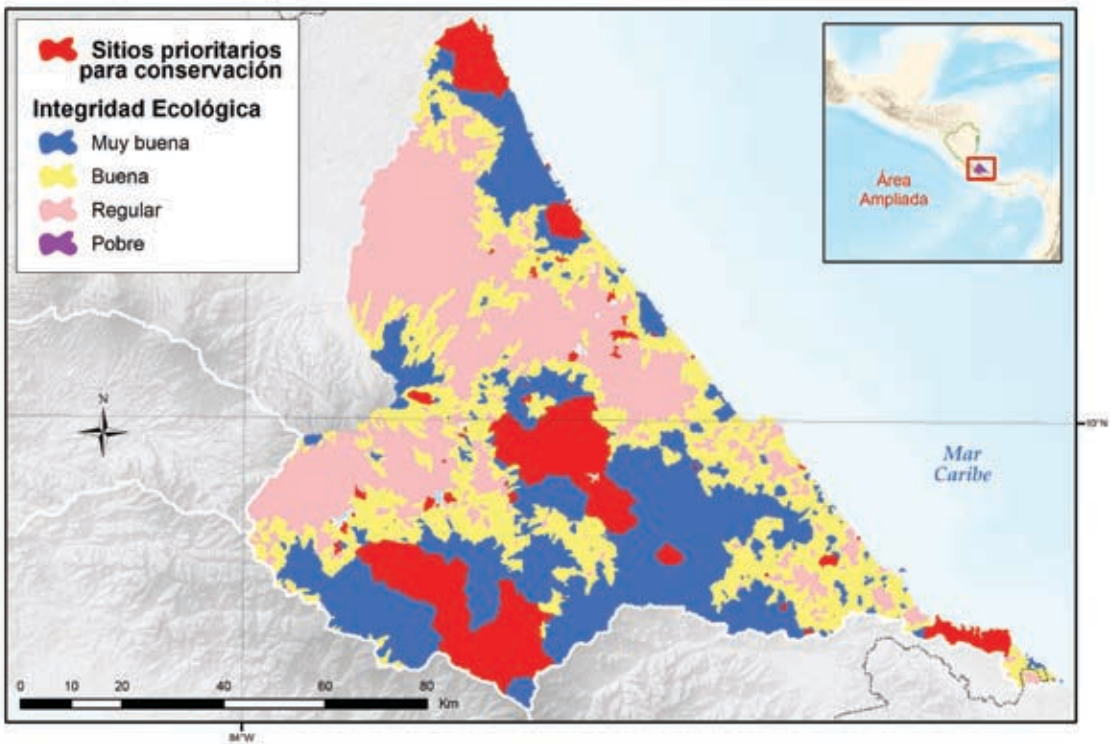 Sitios prioritarios
para conservación
Integridad Ecológica
Muy buena
Buena
Regular
Pobre
Área
Ampliada
N
10°N
Mar
Caribe
0 10 20 40 60 80
Km
84°W